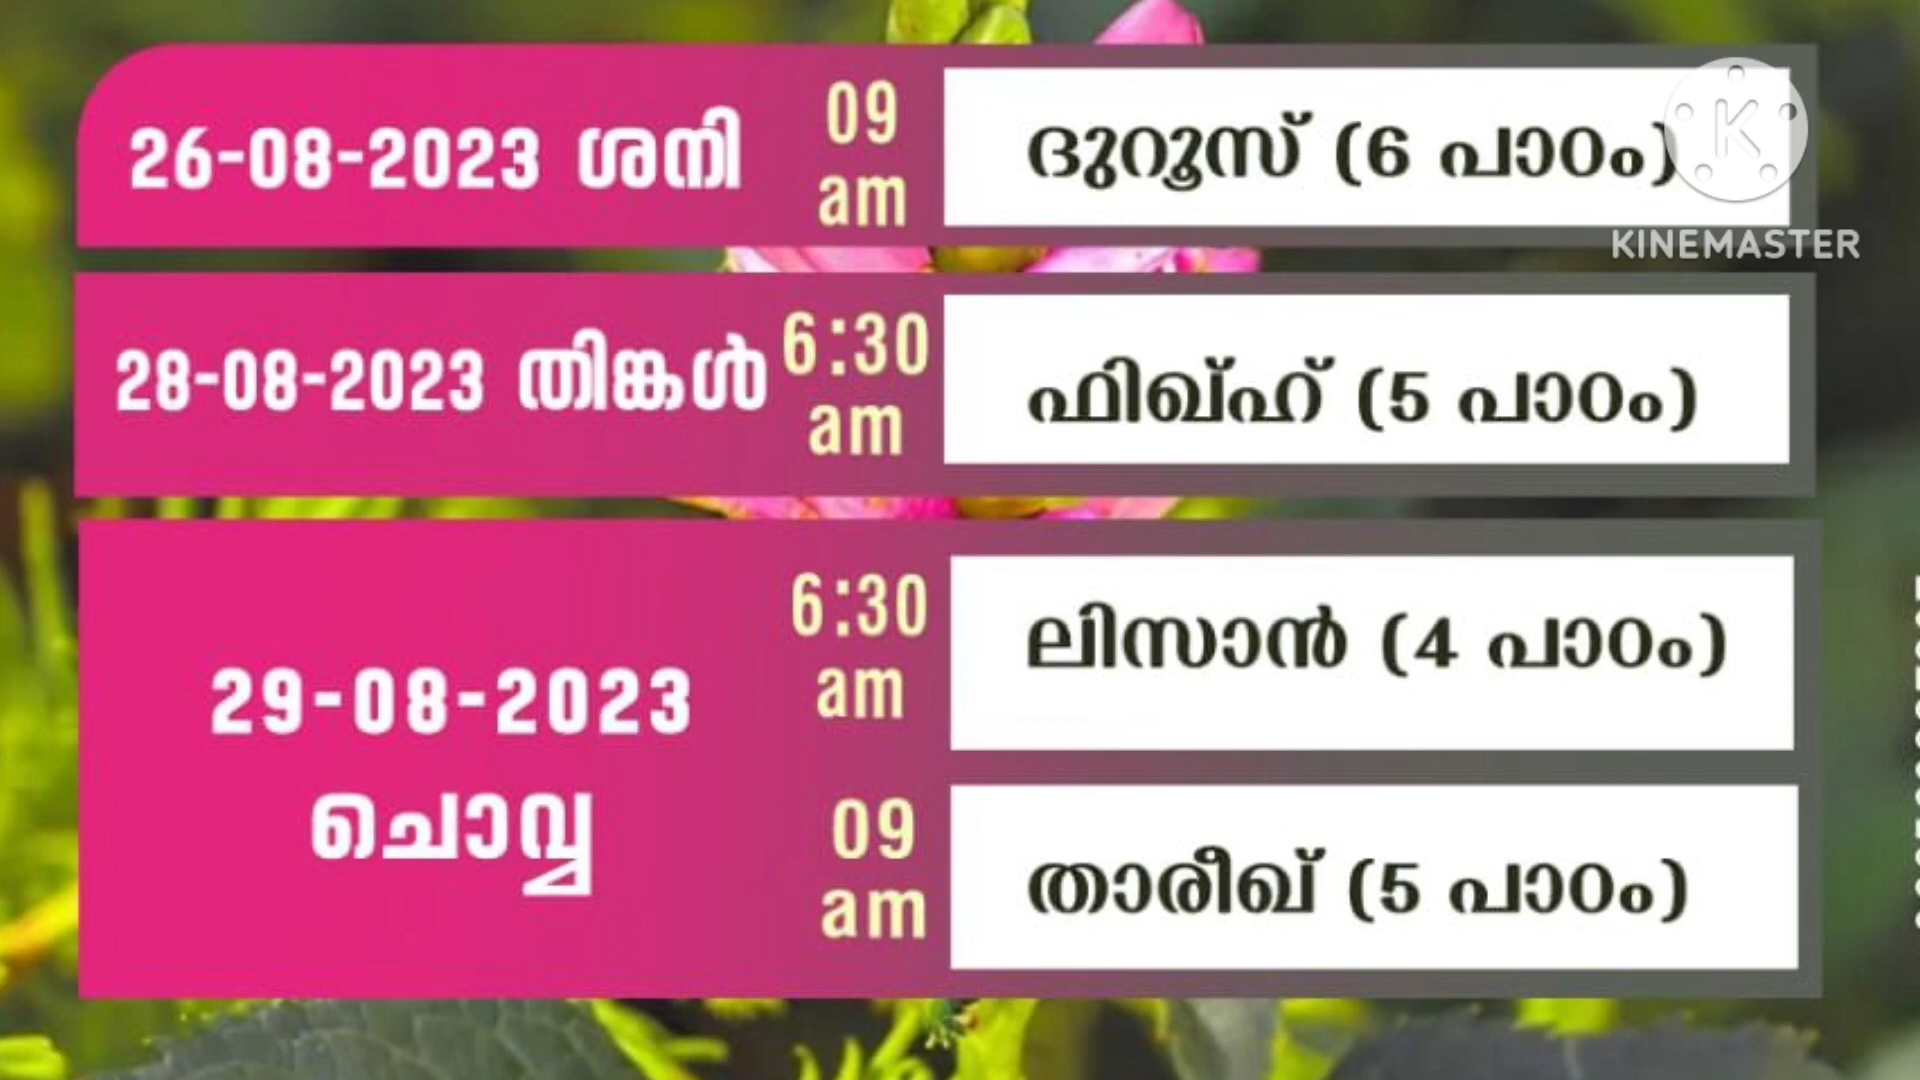 26-08-2023 ശനി
09
am
ദുറൂസ് (6 പാഠം)
K
KINEMASTER
28-08-2023 തിങ്കൾ
6:30
am
ഫിഖ്ഹ് (5 പാഠം)
29-08-2023
ചൊവ്വ
6:30
am
ലിസാൻ (4 പാഠം)
09
am
താരീഖ് (5 പാഠം)